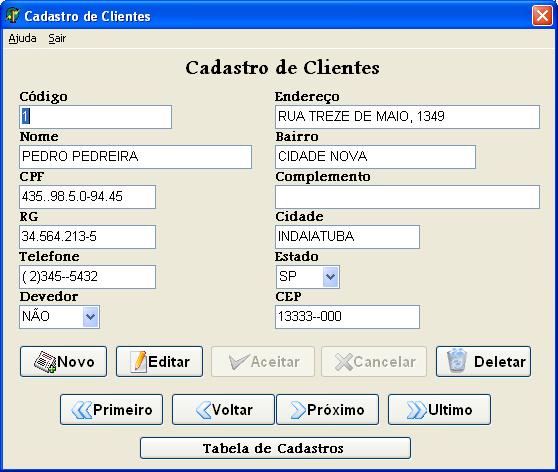 Cadastro de Clientes
Ajuda Sair
Cadastro de Clientes
Código Endereço
1 RUA TREZE DE MAIO, 1349
Nome Bairro
PEDRO PEDREIRA CIDADE NOVA
CPF Complemento
435..98.5.0-94.45
RG Cidade
34.564.213-5 INDAIATUBA
Telefone Estado
( 2)345--5432 SP
Devedor CEP
NÃO 13333--000
Novo Editar Aceitar Cancelar Deletar
Primeiro Voltar Próximo Ultimo
Tabela de Cadastros